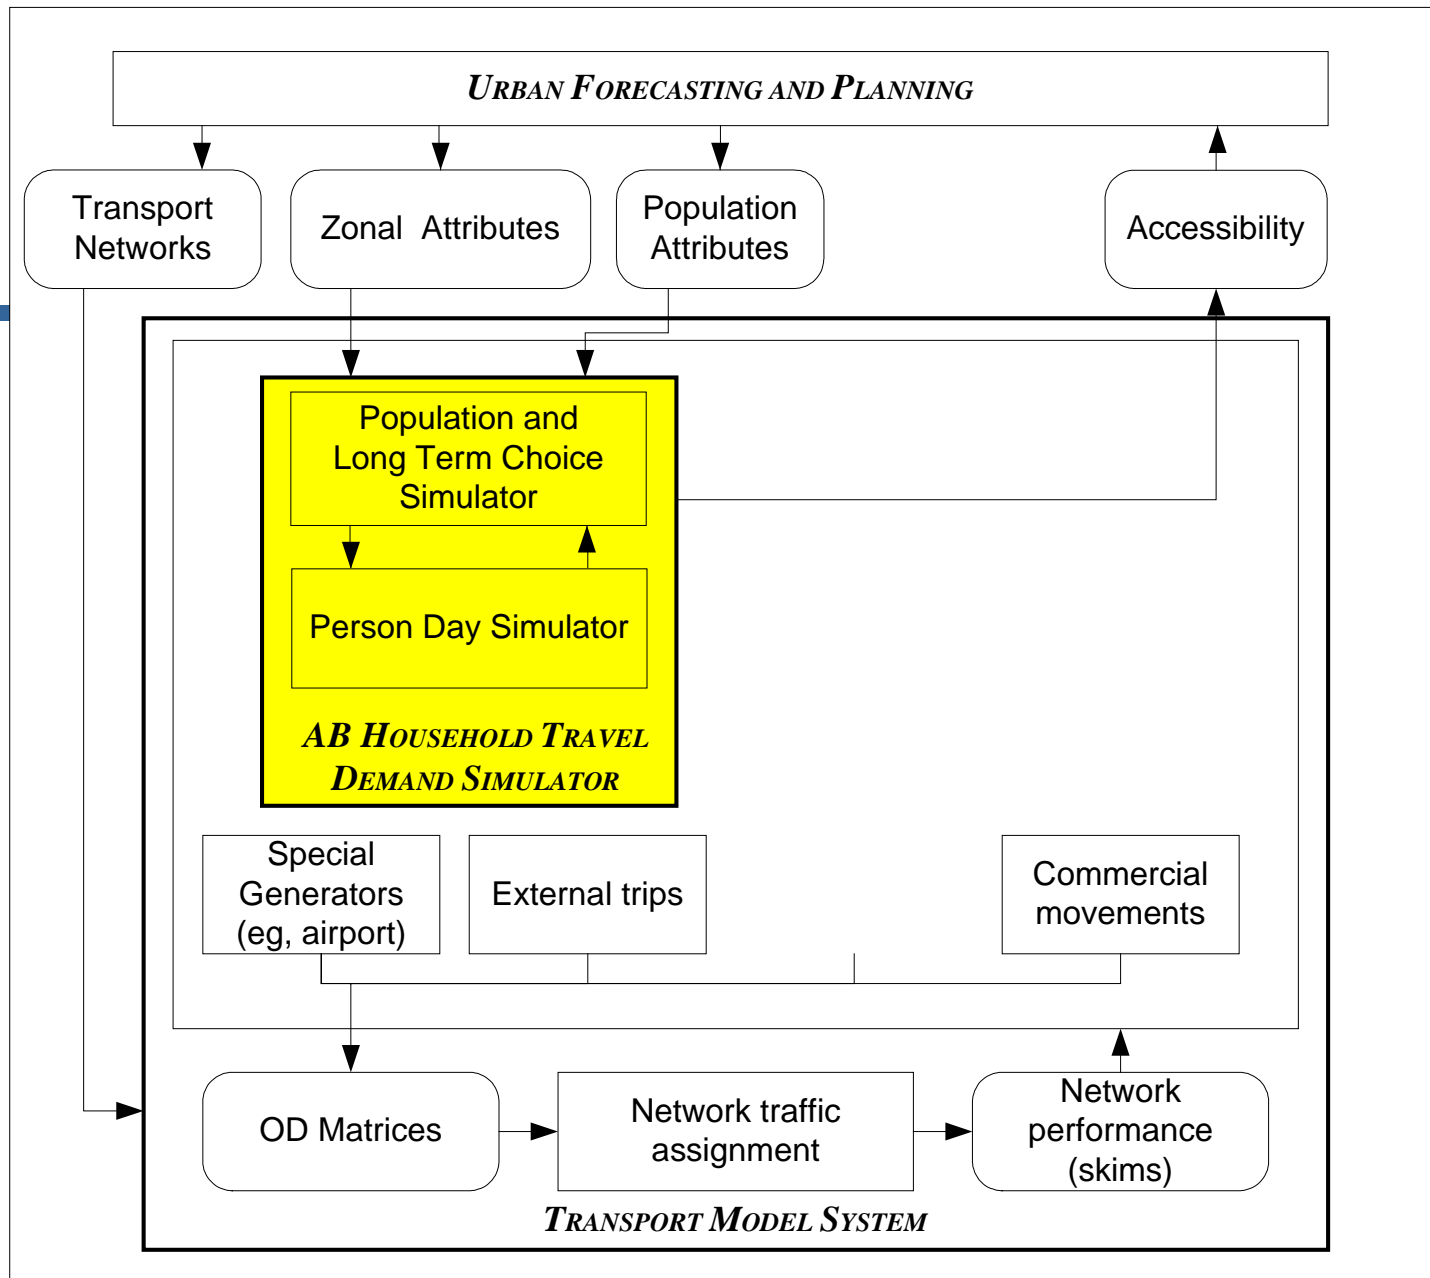 URBAN FORECASTING AND PLANNING
Transport
Networks
Zonal Attributes
Population
Attributes
Accessibility
Population and
Long Term Choice
Simulator
Person Day Simulator
AB HOUSEHOLD TRAVEL
DEMAND SIMULATOR
Special
Generators
(eg, airport)
External trips
Commercial
movements
OD Matrices
Network traffic
assignment
Network
performance
(skims)
TRANSPORT MODEL SYSTEM